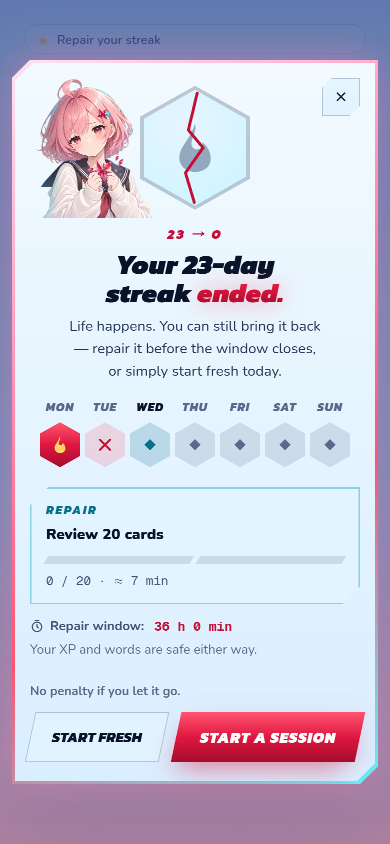 Repair your streak
×
23 → 0
Your 23-day
streak ended.
Life happens. You can still bring it back
— repair it before the window closes,
or simply start fresh today.
MON TUE WED THU FRI SAT SUN
REPAIR
Review 20 cards
0 / 20 · ≈ 7 min
Repair window: 36 h 0 min
Your XP and words are safe either way.
No penalty if you let it go.
START FRESH START A SESSION